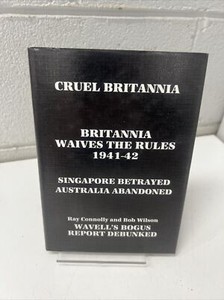 CRUEL BRITANNIA
BRITANNIA
WAIVES THE RULES
1941-42
SINGAPORE BETRAYED
AUSTRALIA ABANDONED
Ray Connolly and Bob Wilson
WAVELL'S BOGUS
REPORT DEBUNKED